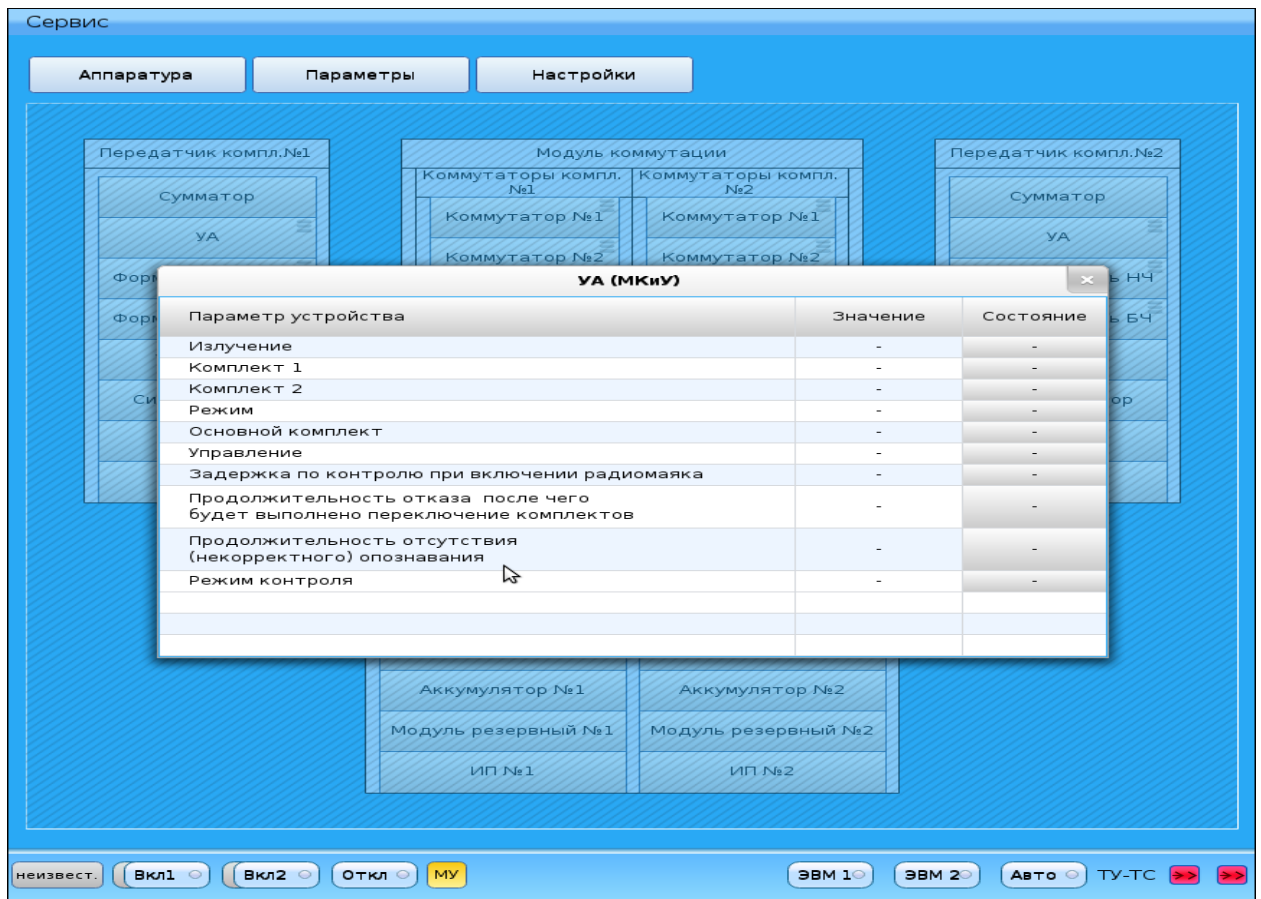 Сервис
Аппаратура Параметры Настройки
Передатчик компл.№1 Модуль коммутации Передатчик компл.№2
Коммутаторы компл. №1 Коммутаторы компл. №2
Сумматор Коммутатор №1 Коммутатор №1 Сумматор
УА Коммутатор №2 Коммутатор №2 УА
УА (МКиУ)
НЧ
БЧ
Параметр устройства Значение Состояние
Излучение - -
Комплект 1 - -
Комплект 2 - -
Режим - -
Основной комплект - -
Управление - -
Задержка по контролю при включении радиомаяка - -
Продолжительность отказа после чего
будет выполнено переключение комплектов - -
Продолжительность отсутствия
(некорректного) опознавания - -
Режим контроля - -
Аккумулятор №1 Аккумулятор №2
Модуль резервный №1 Модуль резервный №2
ИП №1 ИП №2
неизвест. Вкл1 Вкл2 Откл МУ ЭВМ 1 ЭВМ 2 Авто ТУ-ТС >> >>